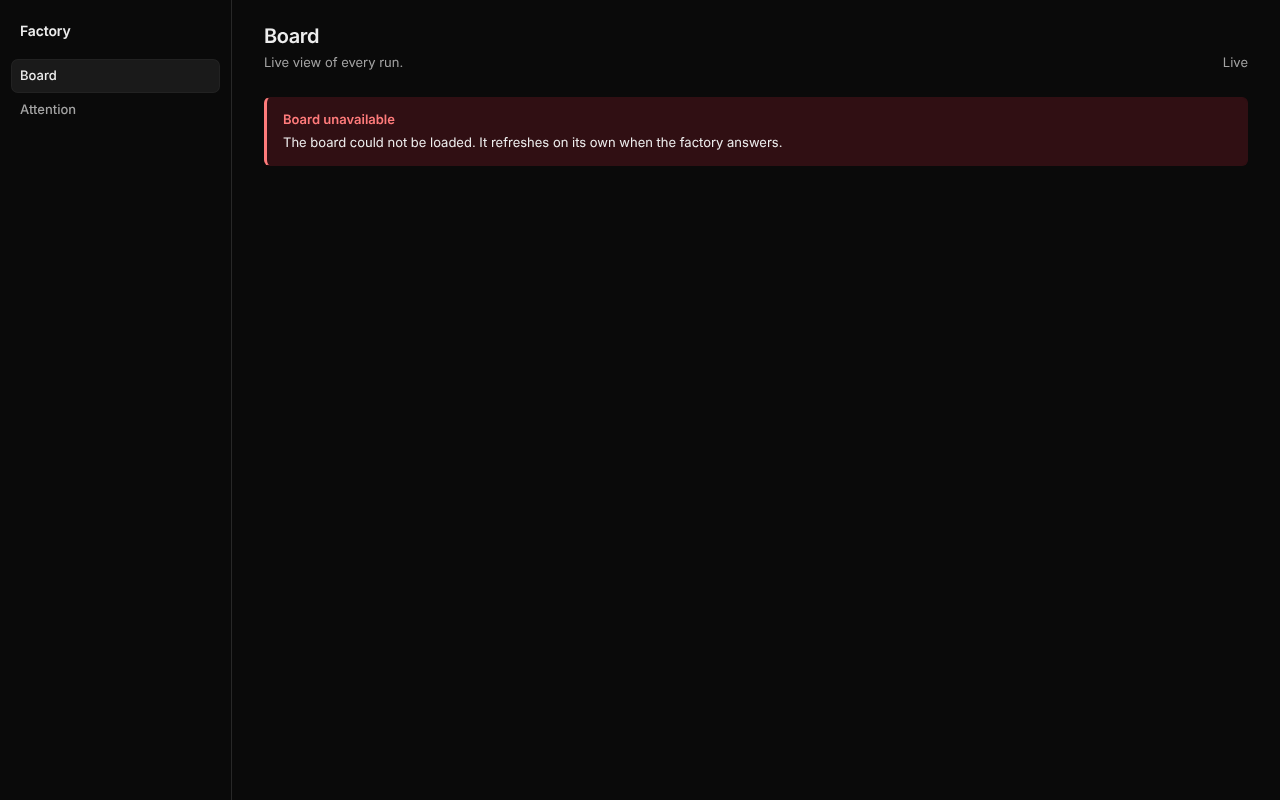 Factory
Board
Attention
Board
Live view of every run.
Live
Board unavailable
The board could not be loaded. It refreshes on its own when the factory answers.